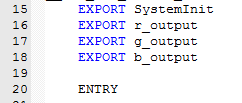 15 EXPORT SystemInit
16 EXPORT r_output
17 EXPORT g_output
18 EXPORT b_output
19
20 ENTRY